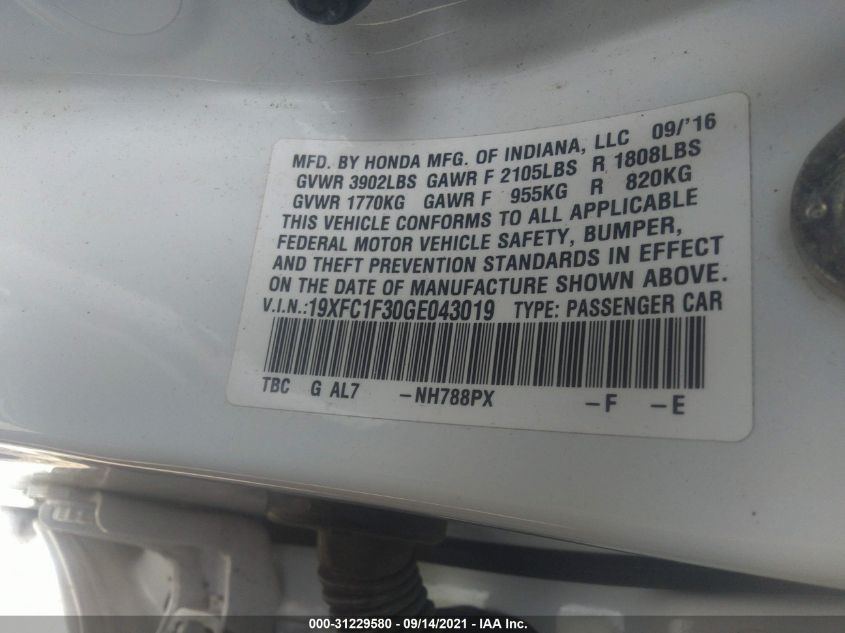 MFD. BY HONDA MFG. OF INDIANA, LLC 09/'16
GVWR 3902LBS GAWR F 2105LBS R 1808LBS
GVWR 1770KG GAWR F 955KG R 820KG
THIS VEHICLE CONFORMS TO ALL APPLICABLE
FEDERAL MOTOR VEHICLE SAFETY, BUMPER,
AND THEFT PREVENTION STANDARDS IN EFFECT
ON THE DATE OF MANUFACTURE SHOWN ABOVE.
V.I.N.:19XFC1F30GE043019 TYPE: PASSENGER CAR
TBC G AL7 -NH788PX -F -E
000-31229580 - 09/14/2021 - IAA Inc.